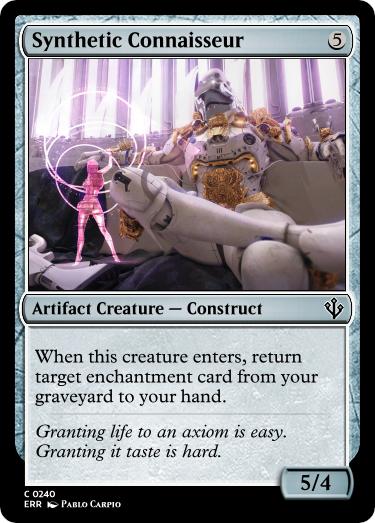 Synthetic Connaisseur 5
Artifact Creature — Construct
When this creature enters, return
target enchantment card from your
graveyard to your hand.
Granting life to an axiom is easy.
Granting it taste is hard.
5/4
C 0240
ERR Pablo Carpio